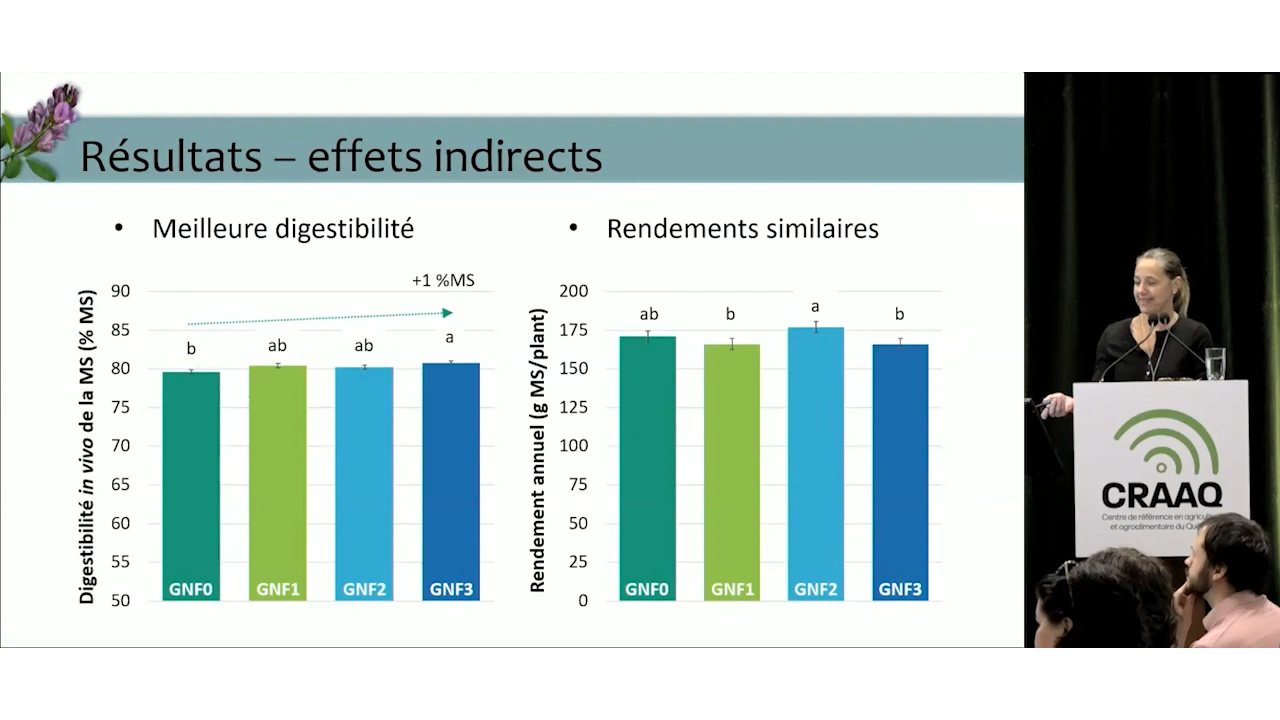 Résultats – effets indirects
• Meilleure digestibilité
Digestibilité in vivo de la MS (% MS)
+1 %MS
90
85
80
75
70
65
60
55
50
b
ab
ab
a
GNF0
GNF1
GNF2
GNF3
• Rendements similaires
Rendement annuel (g MS/plant)
200
175
150
125
100
75
50
25
0
ab
b
a
b
GNF0
GNF1
GNF2
GNF3
CRAAQ
Centre de référence en agricultu
et agroalimentaire du Qué